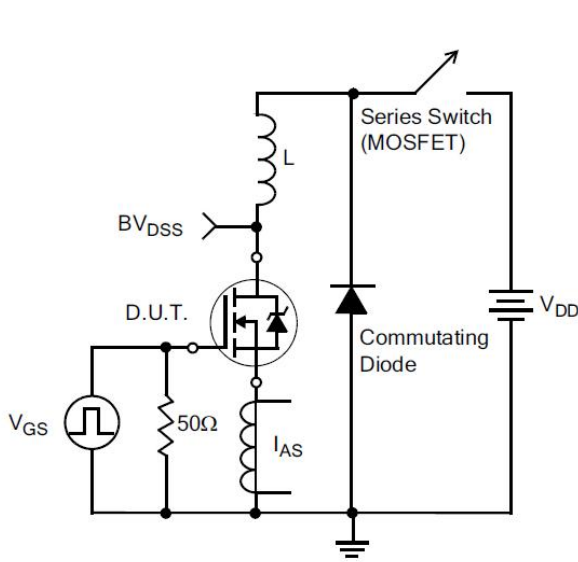 Series Switch
(MOSFET)
L
BVDSS
D.U.T.
VDD
Commutating
Diode
VGS
50Ω
IAS